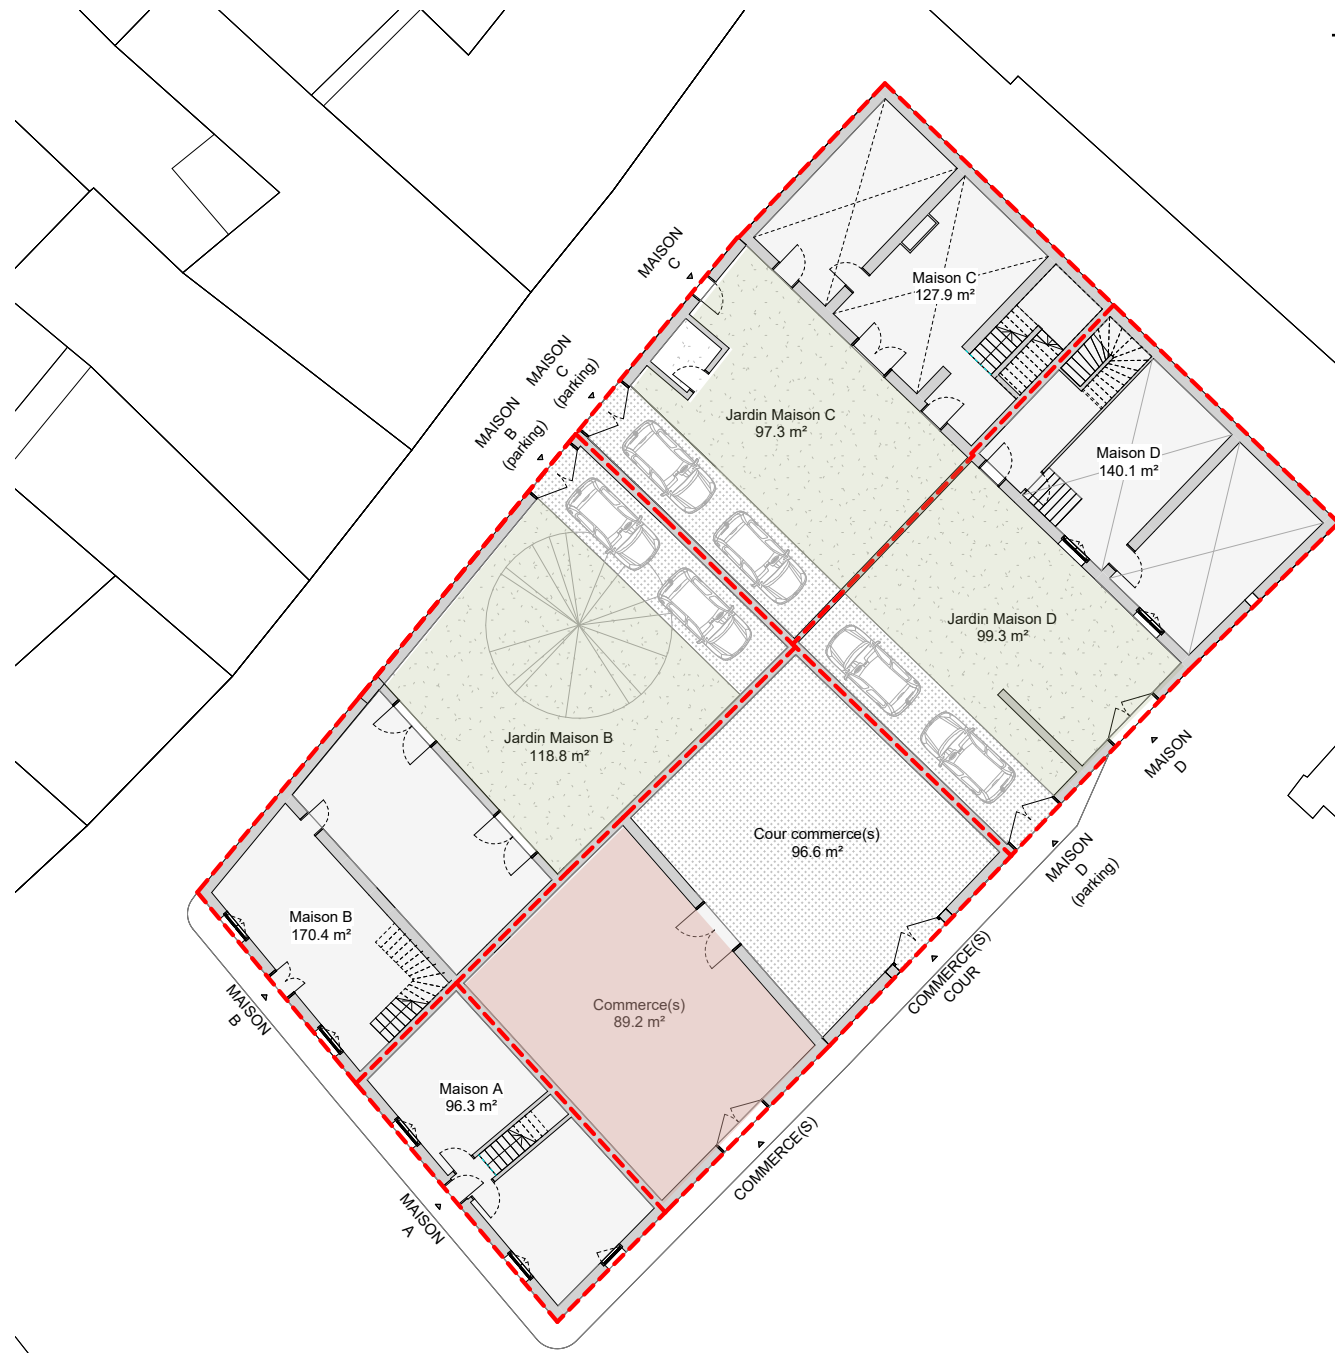 MAISON
C
MAISON
C
(parking)
MAISON
B
(parking)
Maison C
127.9 m²
Jardin Maison C
97.3 m²
Maison D
140.1 m²
Jardin Maison D
99.3 m²
Jardin Maison B
118.8 m²
MAISON
D
Cour commerce(s)
96.6 m²
MAISON
D
(parking)
Maison B
170.4 m²
COMMERCE(S)
COUR
MAISON
B
Commerce(s)
89.2 m²
Maison A
96.3 m²
COMMERCE(S)
MAISON
A